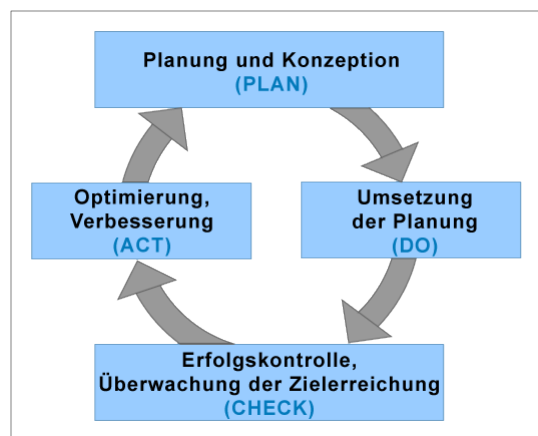 Planung und Konzeption
(PLAN)
Umsetzung
der Planung
(DO)
Erfolgskontrolle,
Überwachung der Zielerreichung
(CHECK)
Optimierung,
Verbesserung
(ACT)